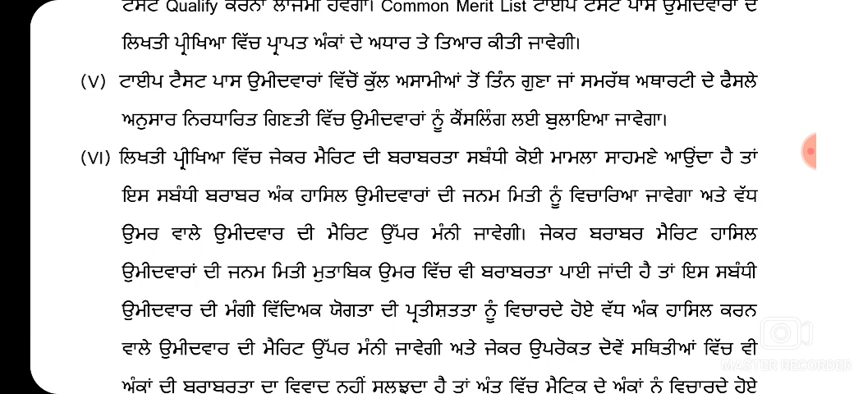 ਟੈਸਟ Qualify ਕਰਨਾ ਲਾਜ਼ਮੀ ਹੋਵੇਗਾ। Common Merit List ਟਾਈਪ ਟੈਸਟ ਪਾਸ ਉਮੀਦਵਾਰਾਂ ਦੇ
ਲਿਖਤੀ ਪ੍ਰੀਖਿਆ ਵਿੱਚ ਪ੍ਰਾਪਤ ਅੰਕਾਂ ਦੇ ਅਧਾਰ ਤੇ ਤਿਆਰ ਕੀਤੀ ਜਾਵੇਗੀ।
(V) ਟਾਈਪ ਟੈਸਟ ਪਾਸ ਉਮੀਦਵਾਰਾਂ ਵਿੱਚੋਂ ਕੁੱਲ ਅਸਾਮੀਆਂ ਤੋਂ ਤਿੰਨ ਗੁਣਾ ਜਾਂ ਸਮਰੱਥ ਅਥਾਰਟੀ ਦੇ ਫੈਸਲੇ
ਅਨੁਸਾਰ ਨਿਰਧਾਰਿਤ ਗਿਣਤੀ ਵਿੱਚ ਉਮੀਦਵਾਰਾਂ ਨੂੰ ਕੌਂਸਲਿੰਗ ਲਈ ਬੁਲਾਇਆ ਜਾਵੇਗਾ।
(VI) ਲਿਖਤੀ ਪ੍ਰੀਖਿਆ ਵਿੱਚ ਜੇਕਰ ਮੈਰਿਟ ਦੀ ਬਰਾਬਰਤਾ ਸਬੰਧੀ ਕੋਈ ਮਾਮਲਾ ਸਾਹਮਣੇ ਆਉਂਦਾ ਹੈ ਤਾਂ
ਇਸ ਸਬੰਧੀ ਬਰਾਬਰ ਅੰਕ ਹਾਸਿਲ ਉਮੀਦਵਾਰਾਂ ਦੀ ਜਨਮ ਮਿਤੀ ਨੂੰ ਵਿਚਾਰਿਆ ਜਾਵੇਗਾ ਅਤੇ ਵੱਧ
ਉਮਰ ਵਾਲੇ ਉਮੀਦਵਾਰ ਦੀ ਮੈਰਿਟ ਉੱਪਰ ਮੰਨੀ ਜਾਵੇਗੀ। ਜੇਕਰ ਬਰਾਬਰ ਮੈਰਿਟ ਹਾਸਿਲ
ਉਮੀਦਵਾਰਾਂ ਦੀ ਜਨਮ ਮਿਤੀ ਮੁਤਾਬਿਕ ਉਮਰ ਵਿੱਚ ਵੀ ਬਰਾਬਰਤਾ ਪਾਈ ਜਾਂਦੀ ਹੈ ਤਾਂ ਇਸ ਸਬੰਧੀ
ਉਮੀਦਵਾਰ ਦੀ ਮੰਗੀ ਵਿੱਦਿਅਕ ਯੋਗਤਾ ਦੀ ਪ੍ਰਤੀਸ਼ਤਤਾ ਨੂੰ ਵਿਚਾਰਦੇ ਹੋਏ ਵੱਧ ਅੰਕ ਹਾਸਿਲ ਕਰਨ
ਵਾਲੇ ਉਮੀਦਵਾਰ ਦੀ ਮੈਰਿਟ ਉੱਪਰ ਮੰਨੀ ਜਾਵੇਗੀ ਅਤੇ ਜੇਕਰ ਉਪਰੋਕਤ ਦੋਵੇਂ ਸਥਿਤੀਆਂ ਵਿੱਚ ਵੀ
ਅੰਕਾਂ ਦੀ ਬਰਾਬਰਤਾ ਦਾ ਵਿਵਾਦ ਨਹੀਂ ਸੁਲਝਦਾ ਹੈ ਤਾਂ ਅੰਤ ਵਿੱਚ ਮੈਟ੍ਰਿਕ ਦੇ ਅੰਕਾਂ ਨੂੰ ਵਿਚਾਰਦੇ ਹੋਏ
MASTER RECORDER